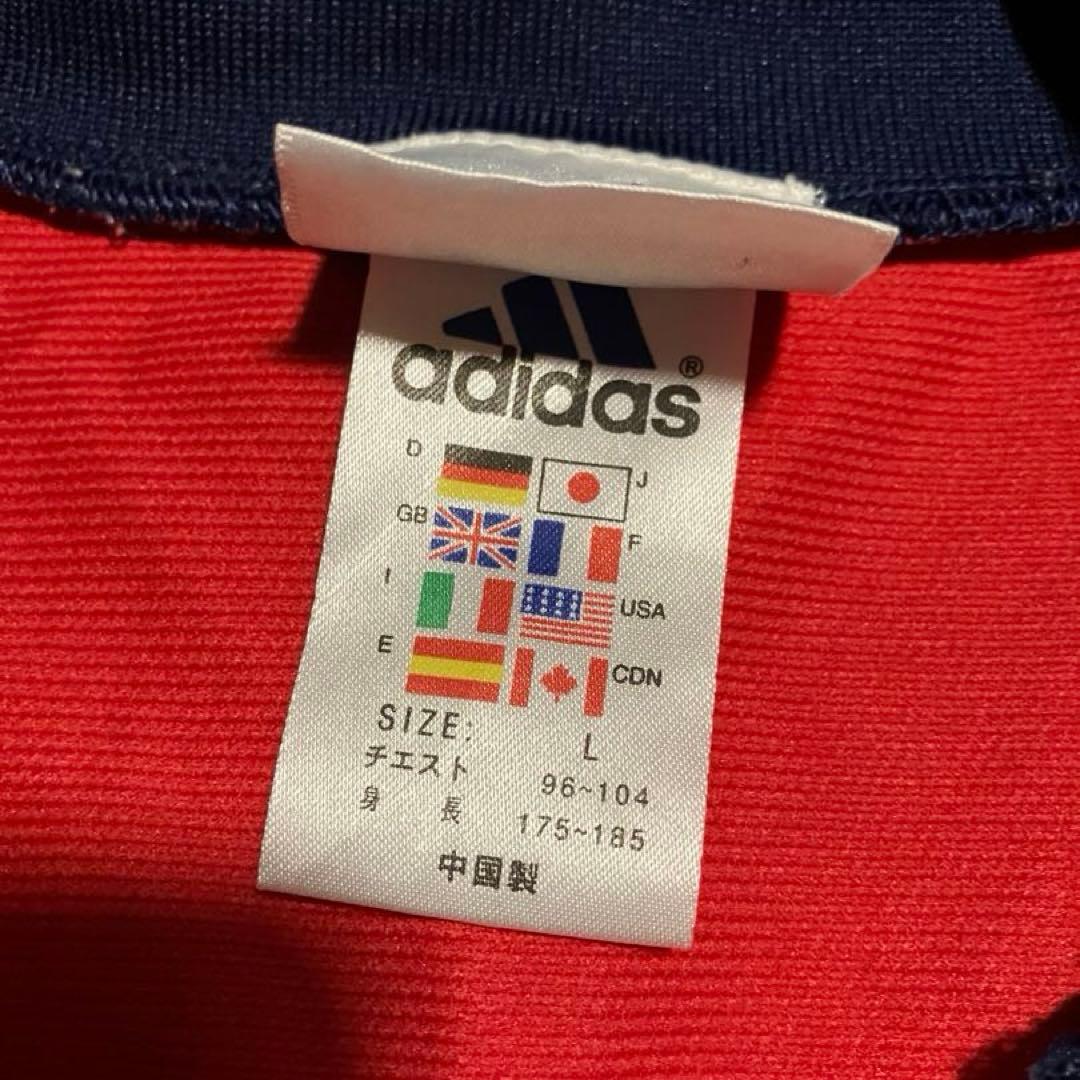 adidas®
D J
GB F
I USA
E CDN
SIZE: L
チエスト 96~104
身 長 175~185
中国製